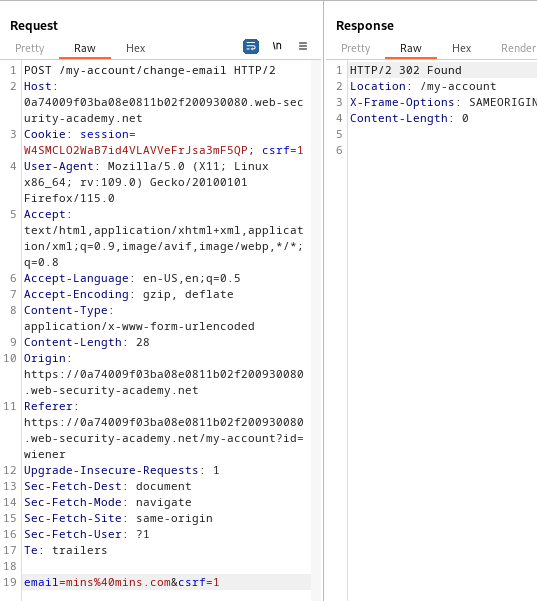 Request
Pretty Raw Hex
\n
1 POST /my-account/change-email HTTP/2
2 Host:
0a74009f03ba08e0811b02f200930080.web-sec
urity-academy.net
3 Cookie: session=
W4SMCLO2WaB7id4VLAVVeFrJsa3mF5QP; csrf=1
4 User-Agent: Mozilla/5.0 (X11; Linux
x86_64; rv:109.0) Gecko/20100101
Firefox/115.0
5 Accept:
text/html,application/xhtml+xml,applicat
ion/xml;q=0.9,image/avif,image/webp,*/*;
q=0.8
6 Accept-Language: en-US,en;q=0.5
7 Accept-Encoding: gzip, deflate
8 Content-Type:
application/x-www-form-urlencoded
9 Content-Length: 28
10 Origin:
https://0a74009f03ba08e0811b02f200930080
.web-security-academy.net
11 Referer:
https://0a74009f03ba08e0811b02f200930080
.web-security-academy.net/my-account?id=
wiener
12 Upgrade-Insecure-Requests: 1
13 Sec-Fetch-Dest: document
14 Sec-Fetch-Mode: navigate
15 Sec-Fetch-Site: same-origin
16 Sec-Fetch-User: ?1
17 Te: trailers
18
19 email=mins%40mins.com&csrf=1
Response
Pretty Raw Hex Render
1 HTTP/2 302 Found
2 Location: /my-account
3 X-Frame-Options: SAMEORIGIN
4 Content-Length: 0
5
6